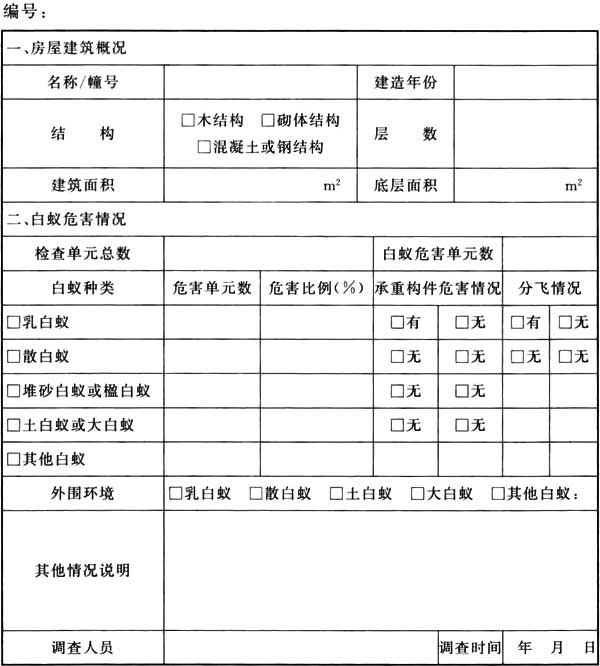 编号：
一、房屋建筑概况
名称/幢号 建造年份
结 构 □木结构 □砌体结构 层 数
□混凝土或钢结构
建筑面积 m² 底层面积 m²
二、白蚁危害情况
检查单元总数 白蚁危害单元数
白蚁种类 危害单元数 危害比例(%) 承重构件危害情况 分飞情况
□乳白蚁 □有 □无 □有 □无
□散白蚁 □无 □无 □无 □无
□堆砂白蚁或楹白蚁 □无 □无
□土白蚁或大白蚁 □无 □无
□其他白蚁
外围环境 □乳白蚁 □散白蚁 □土白蚁 □大白蚁 □其他白蚁：
其他情况说明
调查人员 调查时间 年 月 日